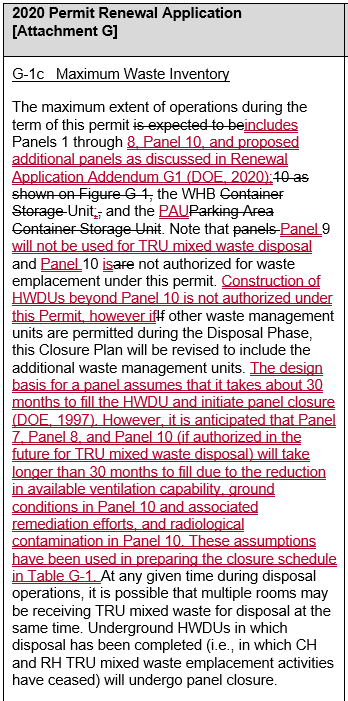 2020 Permit Renewal Application
[Attachment G]
G-1c Maximum Waste Inventory
The maximum extent of operations during the
term of this permit is expected to beincludes
Panels 1 through 8, Panel 10, and proposed
additional panels as discussed in Renewal
Application Addendum G1 (DOE, 2020);10 as
shown on Figure G-1, the WHB Container
Storage Unit;, and the PAUParking Area
Container Storage Unit. Note that panels Panel 9
will not be used for TRU mixed waste disposal
and Panel 10 isare not authorized for waste
emplacement under this permit. Construction of
HWDUs beyond Panel 10 is not authorized under
this Permit, however ifIf other waste management
units are permitted during the Disposal Phase,
this Closure Plan will be revised to include the
additional waste management units. The design
basis for a panel assumes that it takes about 30
months to fill the HWDU and initiate panel closure
(DOE, 1997). However, it is anticipated that Panel
7, Panel 8, and Panel 10 (if authorized in the
future for TRU mixed waste disposal) will take
longer than 30 months to fill due to the reduction
in available ventilation capability, ground
conditions in Panel 10 and associated
remediation efforts, and radiological
contamination in Panel 10. These assumptions
have been used in preparing the closure schedule
in Table G-1. At any given time during disposal
operations, it is possible that multiple rooms may
be receiving TRU mixed waste for disposal at the
same time. Underground HWDUs in which
disposal has been completed (i.e., in which CH
and RH TRU mixed waste emplacement activities
have ceased) will undergo panel closure.